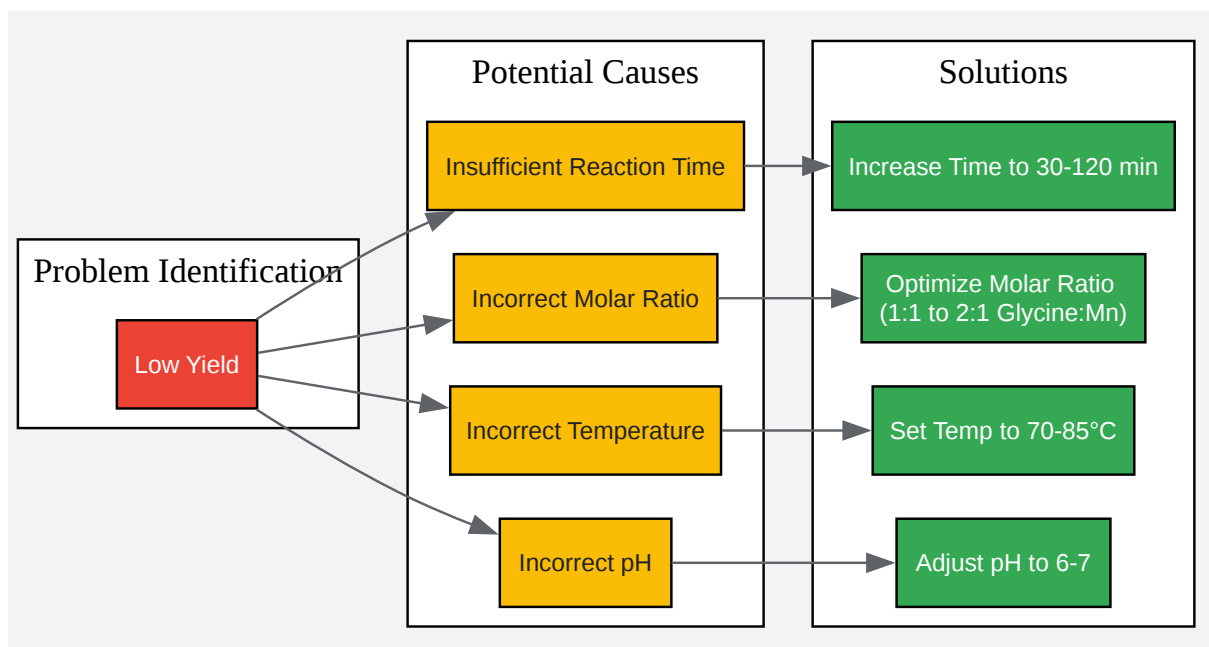 Problem Identification
Low Yield
Potential Causes
Insufficient Reaction Time
Incorrect Molar Ratio
Incorrect Temperature
Incorrect pH
Solutions
Increase Time to 30-120 min
Optimize Molar Ratio
(1:1 to 2:1 Glycine:Mn)
Set Temp to 70-85°C
Adjust pH to 6-7